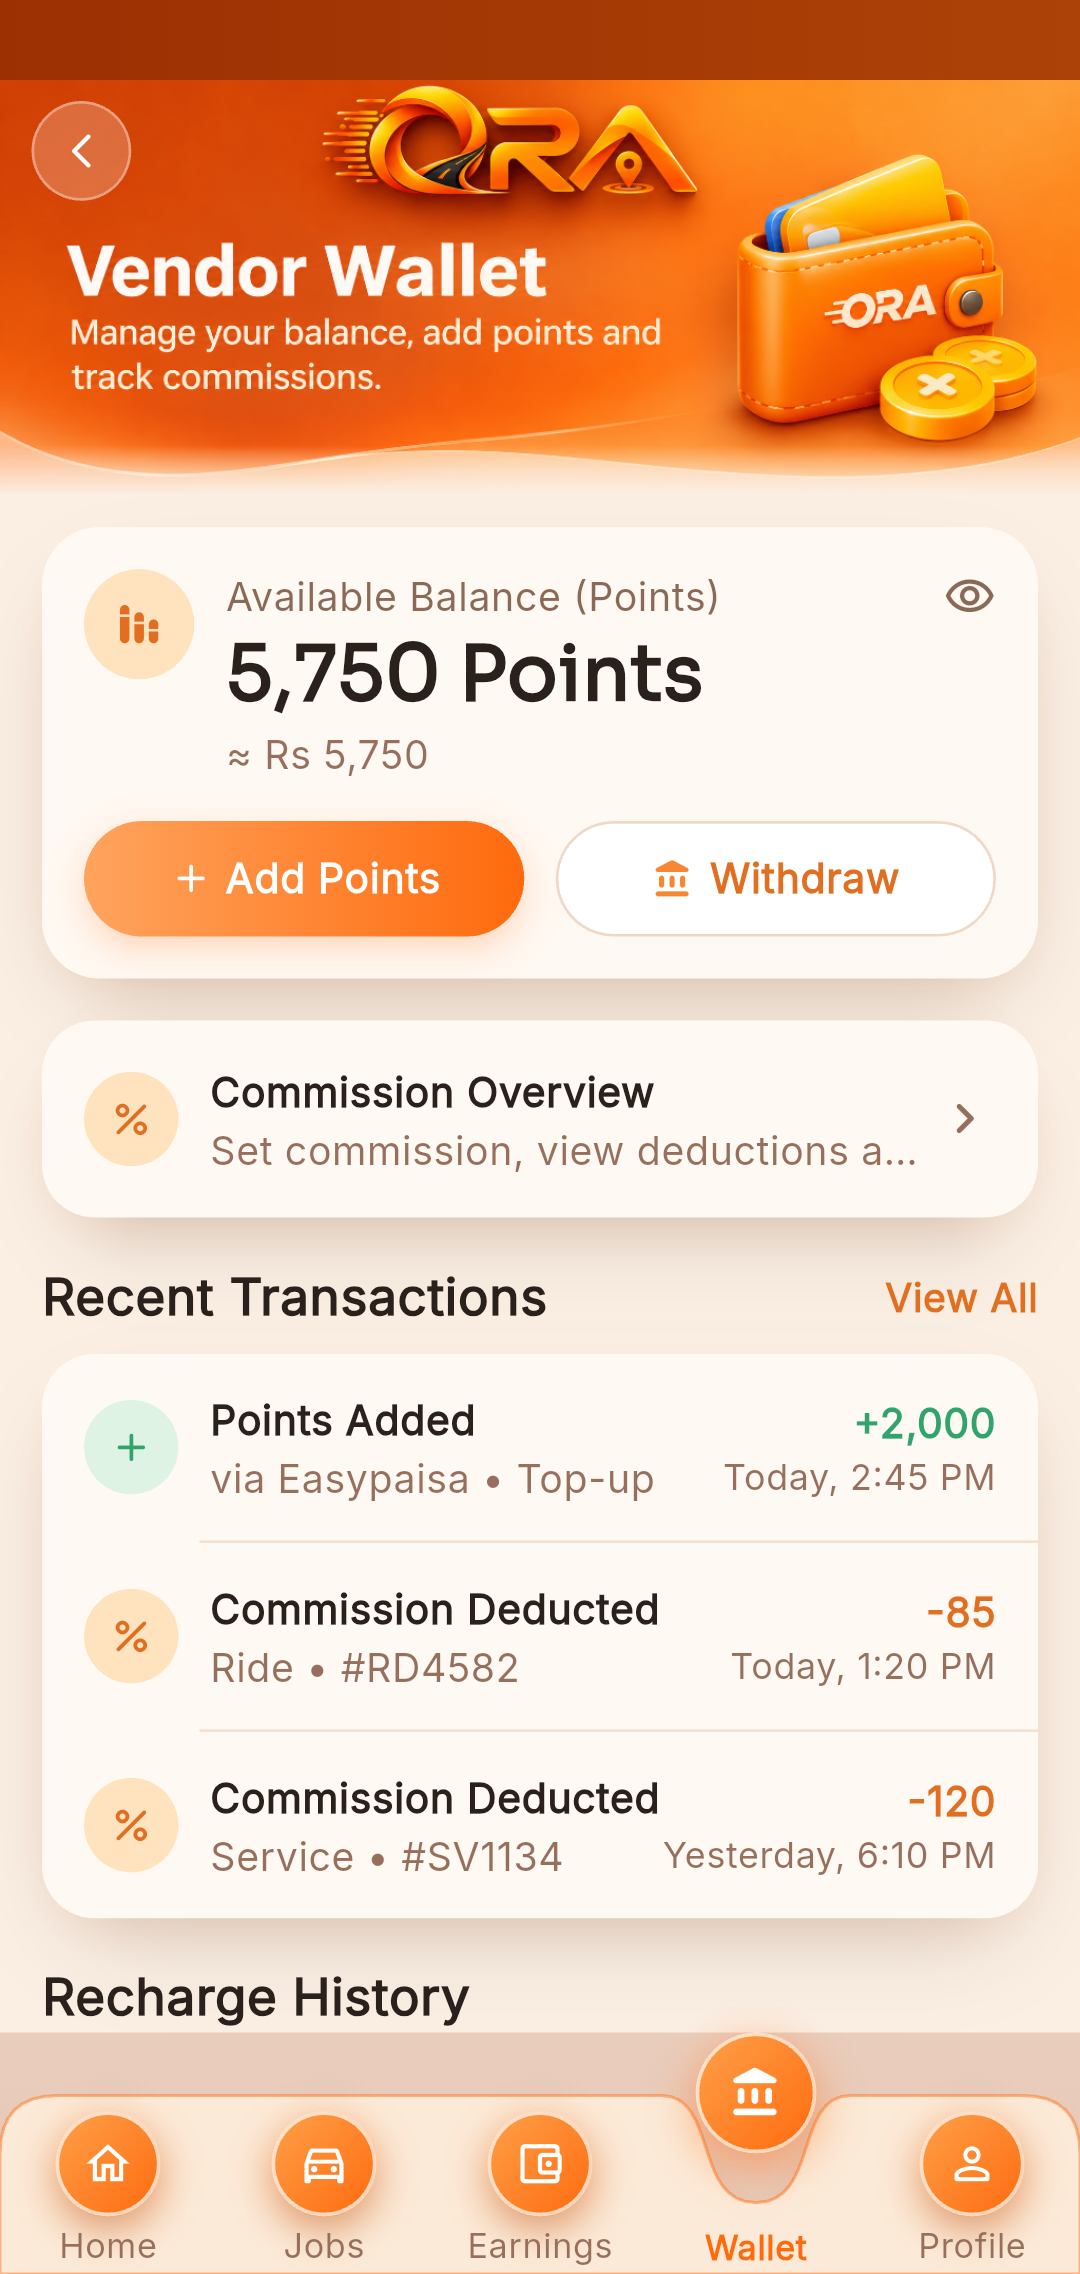 ORA
Vendor Wallet
Manage your balance, add points and
track commissions.
ORA
Available Balance (Points)
5,750 Points
≈ Rs 5,750
+ Add Points
Withdraw
Commission Overview
Set commission, view deductions a...
Recent Transactions
View All
Points Added
+2,000
via Easypaisa • Top-up
Today, 2:45 PM
Commission Deducted
-85
Ride • #RD4582
Today, 1:20 PM
Commission Deducted
-120
Service • #SV1134
Yesterday, 6:10 PM
Recharge History
Home
Jobs
Earnings
Wallet
Profile